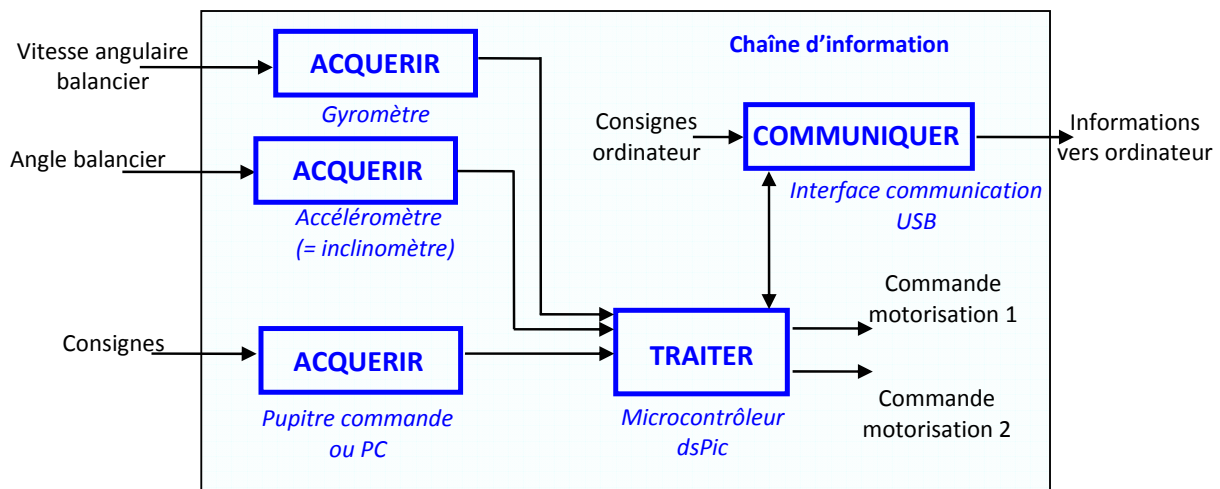 Chaîne d'information
Vitesse angulaire
balancier
ACQUERIR
Gyromètre
Angle balancier
ACQUERIR
Accéléromètre
(= inclinomètre)
Consignes
ACQUERIR
Pupitre commande
ou PC
Consignes
ordinateur
COMMUNIQUER
Interface communication
USB
Informations
vers ordinateur
TRAITER
Microcontrôleur
dsPic
Commande
motorisation 1
Commande
motorisation 2